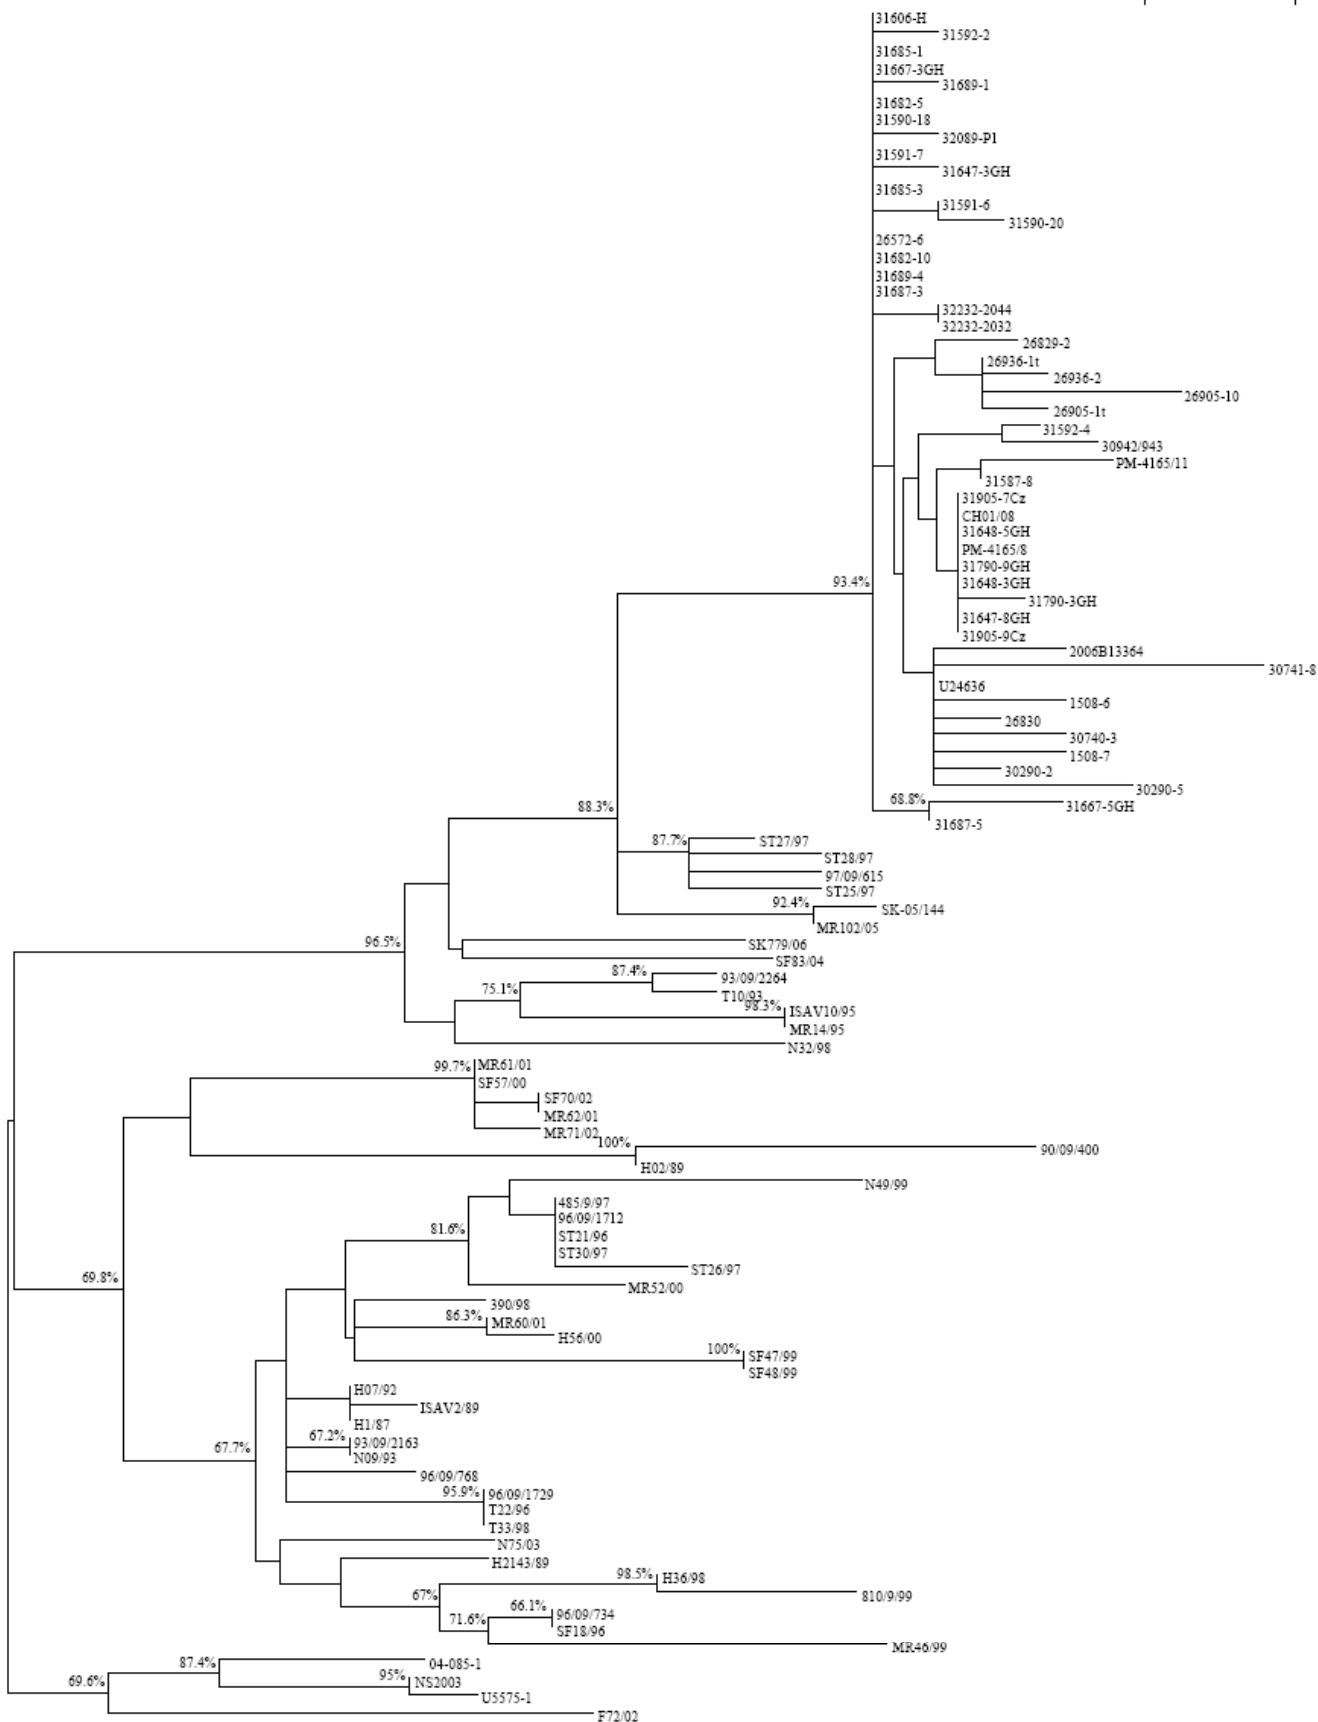 31606-H
31592-2
31685-1
31667-3GH
31689-1
31682-5
31590-18
32089-P1
31591-7
31647-3GH
31685-3
31591-6
31590-20
26572-6
31682-10
31689-4
31687-3
32232-2044
32232-2032
26829-2
26936-1t
26936-2
26905-10
26905-1t
31592-4
30942/943
PM-4165/11
31587-8
31905-7Cz
CH01/08
31648-5GH
PM-4165/8
31790-9GH
31648-3GH
93.4%
31790-3GH
31647-8GH
31905-9Cz
2006B13364
30741-8
U24636
1508-6
26830
30740-3
1508-7
30290-2
30290-5
68.8%
31667-5GH
88.3%
31687-5
87.7%
ST27/97
ST28/97
97/09/615
ST25/97
92.4%
SK-05/144
MR102/05
96.5%
SK779/06
SF83/04
87.4%
93/09/2264
75.1%
T10/93
98.3%
ISAV10/95
MR14/95
N32/98
99.7%
MR61/01
SF57/00
SF70/02
MR62/01
MR71/02
100%
90/09/400
H02/89
N49/99
485/9/97
96/09/1712
81.6%
ST21/96
ST30/97
ST26/97
69.8%
MR52/00
390/98
86.3%
MR60/01
H56/00
100%
SF47/99
SF48/99
H07/92
ISAV2/89
H1/87
67.2%
93/09/2163
67.7%
N09/93
96/09/768
95.9%
96/09/1729
T22/96
T33/98
N75/03
H2143/89
98.5%
H36/98
67%
810/9/99
66.1%
96/09/734
71.6%
SF18/96
MR46/99
87.4%
04-085-1
69.6%
95%
NS2003
U5575-1
F72/02